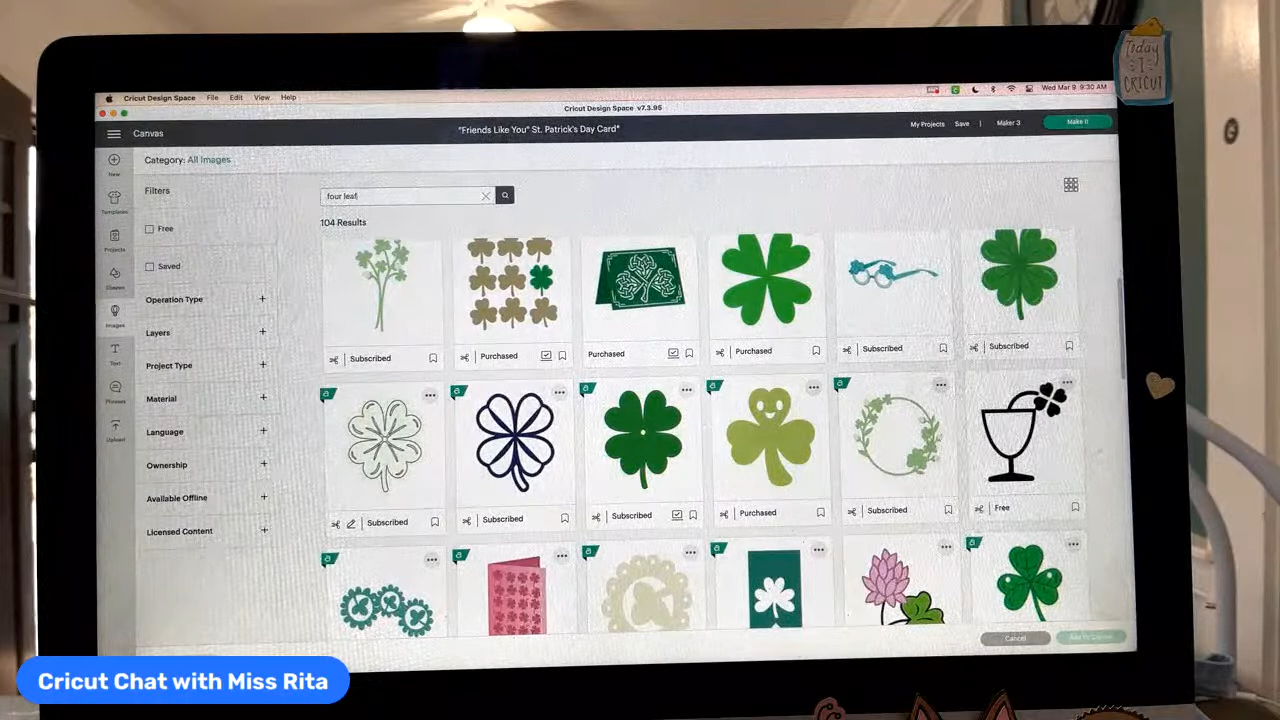 Today
I
CRICUT
Cricut Design Space File Edit View Help
Wed Mar 9 9:30 AM
Cricut Design Space v7.3.95
Canvas
"Friends Like You" St. Patrick's Day Card*
My Projects Save | Maker 3 Make It
New
Templates
Projects
Shapes
Images
Text
Phrases
Upload
Category: All Images
Filters
Free
Saved
Operation Type +
Layers +
Project Type +
Material +
Language +
Ownership +
Available Offline +
Licensed Content +
four leaf
104 Results
Subscribed
Purchased
Purchased
Purchased
Subscribed
Subscribed
a a a a a
Subscribed
Subscribed
Subscribed
Purchased
Subscribed
Free
a a a a a
Cancel Add to Canvas
Cricut Chat with Miss Rita